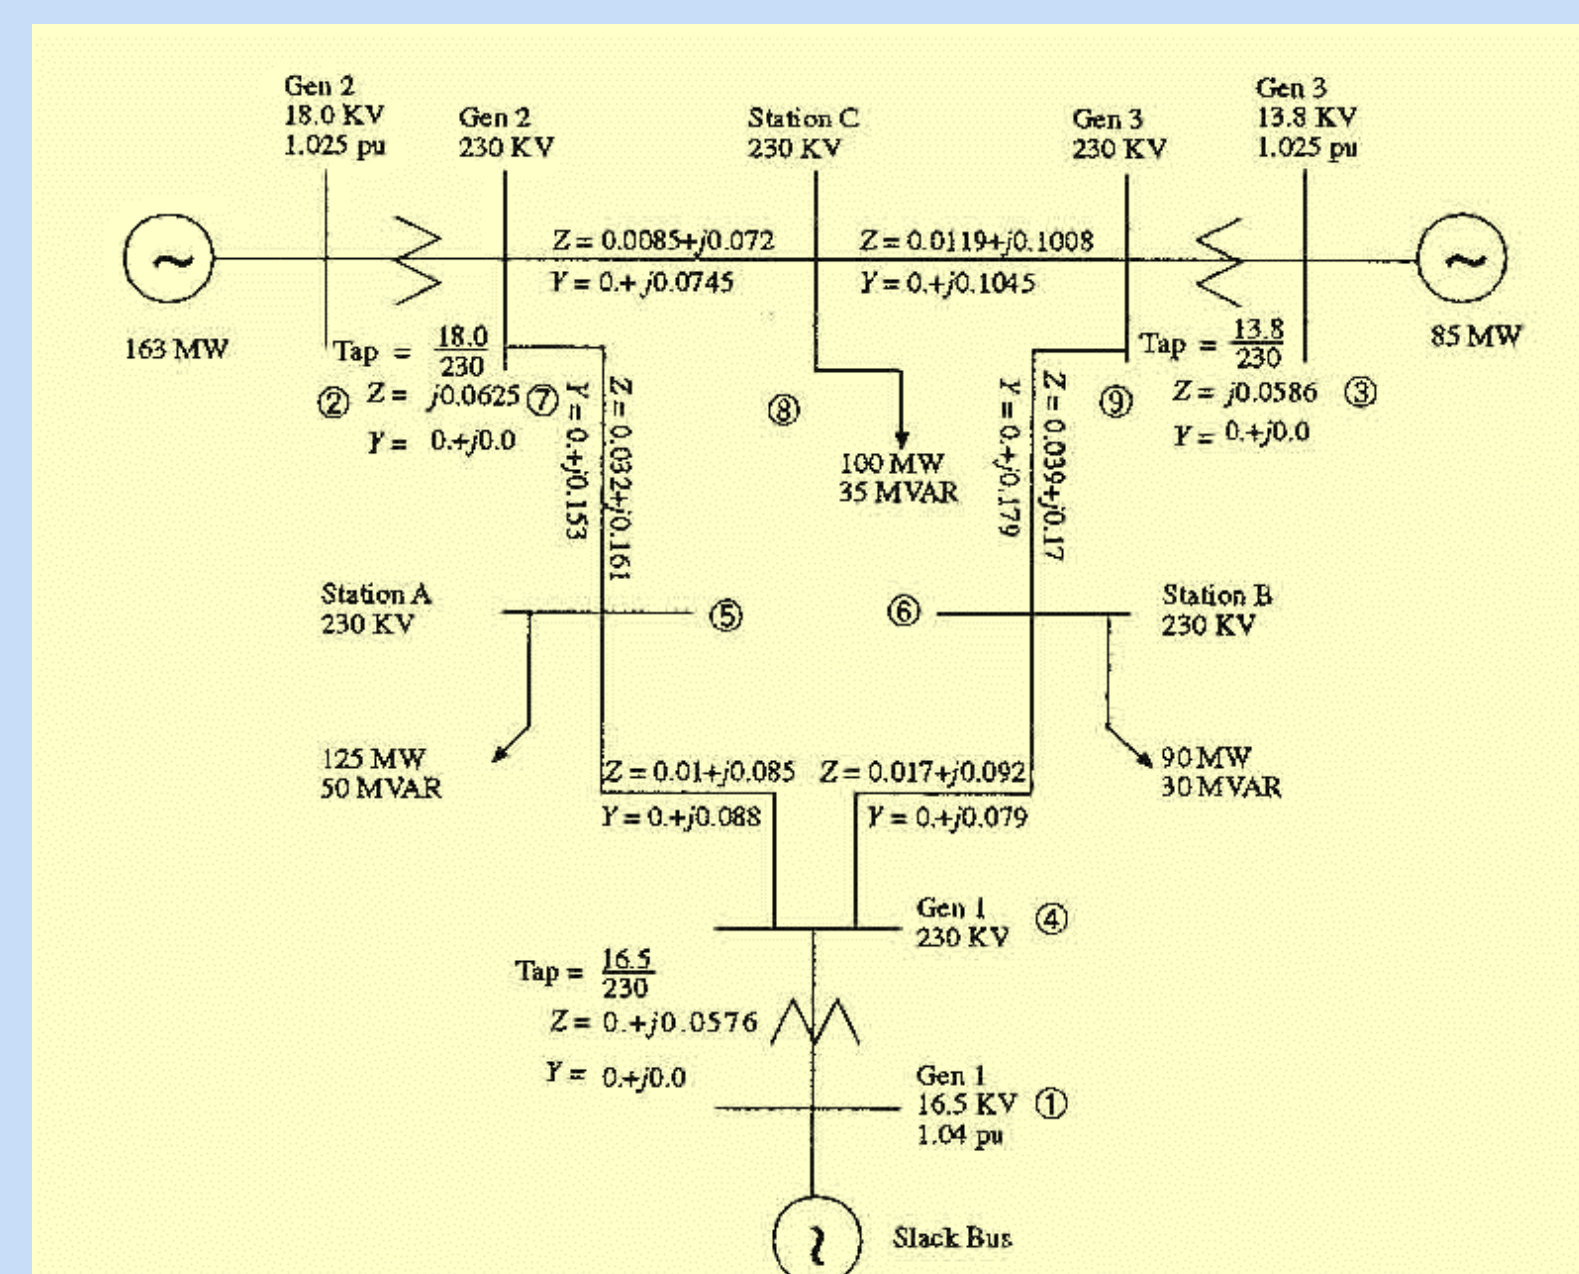 Gen 2
18.0 KV
1.025 pu
Gen 2
230 KV
Station C
230 KV
Gen 3
230 KV
Gen 3
13.8 KV
1.025 pu
Z = 0.0085+j0.072
Y = 0.+j0.0745
Z = 0.0119+j0.1008
Y = 0.+j0.1045
~
163 MW
~
85 MW
Tap = 18.0
230
② Z = j0.0625 ⑦
Y = 0.+j0.0
Z = 0.032+j0.161
Y = 0.+j0.153
⑧
100 MW
35 MVAR
Z = 0.039+j0.17
Y = 0.+j0.179
⑨
Tap = 13.8
230
Z = j0.0586 ③
Y = 0.+j0.0
Station A
230 KV
⑤
⑥
Station B
230 KV
125 MW
50 MVAR
90 MW
30 MVAR
Z = 0.01+j0.085
Y = 0.+j0.088
Z = 0.017+j0.092
Y = 0.+j0.079
Gen 1
230 KV
④
Tap = 16.5
230
Z = 0.+j0.0576
Y = 0.+j0.0
Gen 1
16.5 KV ①
1.04 pu
~
Slack Bus